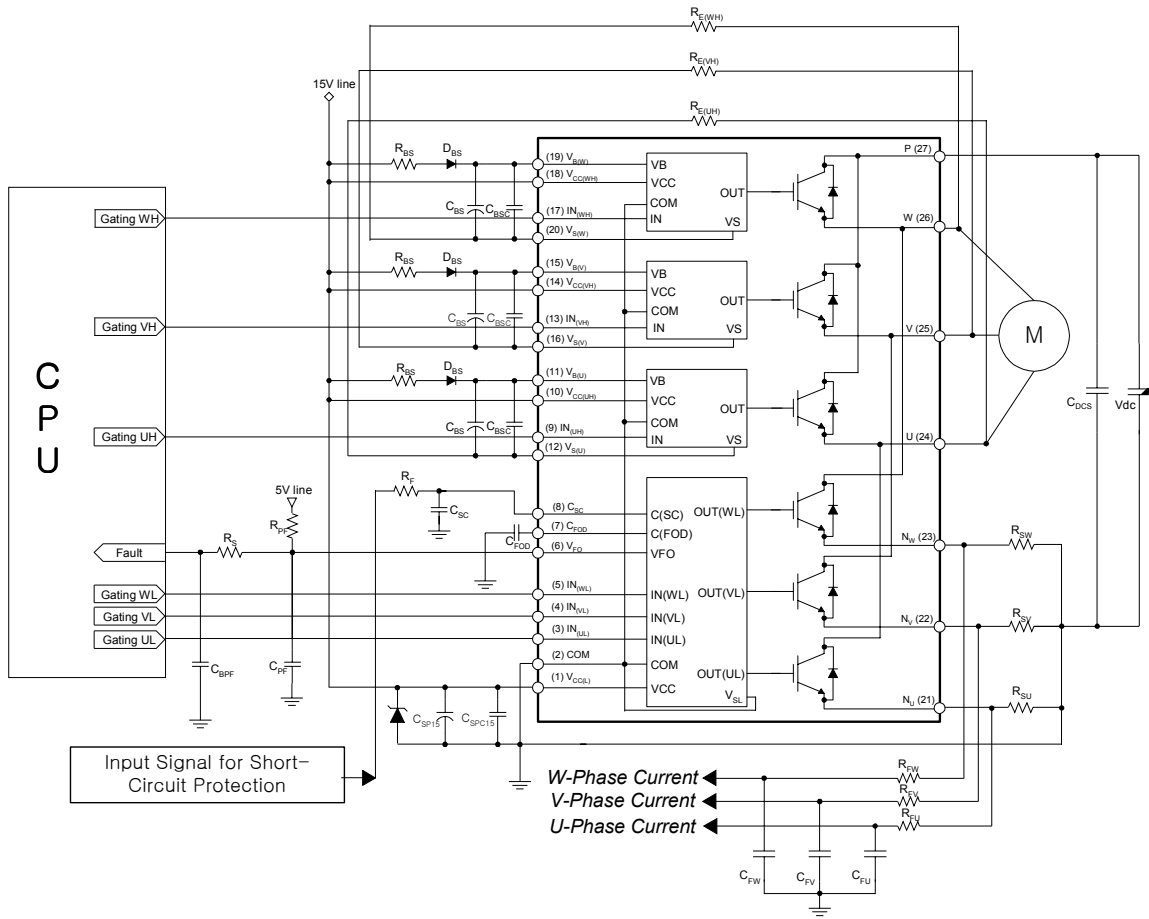 R_E(WH)
R_E(VH)
15V line
R_E(UH)
P (27)
R_BS D_BS (19) V_B(W) VB
(18) V_CC(WH) VCC OUT
C_BS C_BSC COM
Gating WH (17) IN_(WH) IN VS W (26)
(20) V_S(W)
R_BS D_BS (15) V_B(V) VB
(14) V_CC(VH) VCC OUT
C_BS C_BSC COM
Gating VH (13) IN_(VH) IN VS V (25) M
(16) V_S(V)
CPU
R_BS D_BS (11) V_B(U) VB
(10) V_CC(UH) VCC OUT C_DCS Vdc
C_BS C_BSC COM
Gating UH (9) IN_(UH) IN VS U (24)
(12) V_S(U)
R_F
5V line
C_SC (8) C_SC C(SC) OUT(WL)
R_PF (7) C_FOD C(FOD)
C_FOD
Fault R_S (6) V_FO VFO N_W (23) R_SW
Gating WL (5) IN_(WL) IN(WL) OUT(VL)
Gating VL (4) IN_(VL) IN(VL) N_V (22) R_SV
Gating UL (3) IN_(UL) IN(UL)
C_BPF C_PF (2) COM COM OUT(UL)
(1) V_CC(L) VCC V_SL
C_SP15 C_SPC15 N_U (21) R_SU
Input Signal for Short-
Circuit Protection
W-Phase Current R_FW
V-Phase Current R_FV
U-Phase Current R_FU
C_FW C_FV C_FU